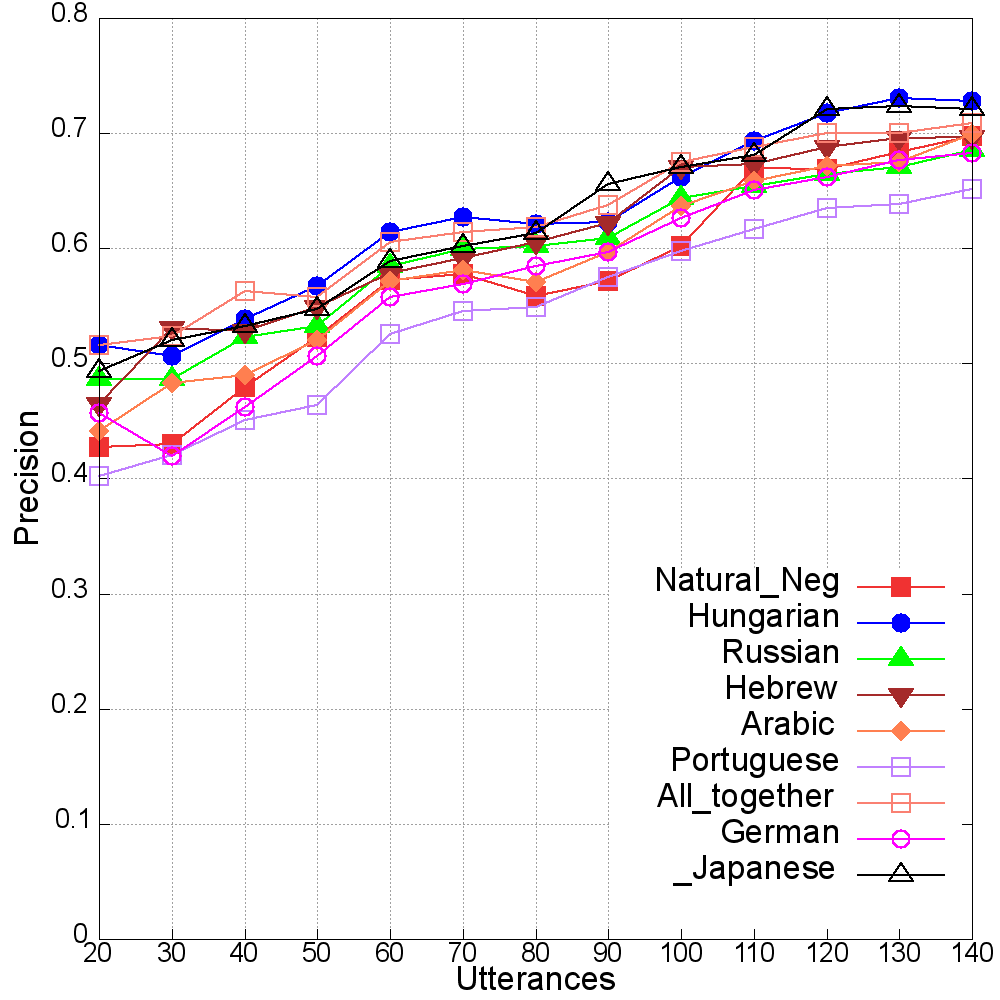 0.8
0.7
0.6
0.5
0.4
0.3
0.2
0.1
0
Precision
Natural_Neg
Hungarian
Russian
Hebrew
Arabic
Portuguese
All_together
German
_Japanese
20 30 40 50 60 70 80 90 100 110 120 130 140
Utterances